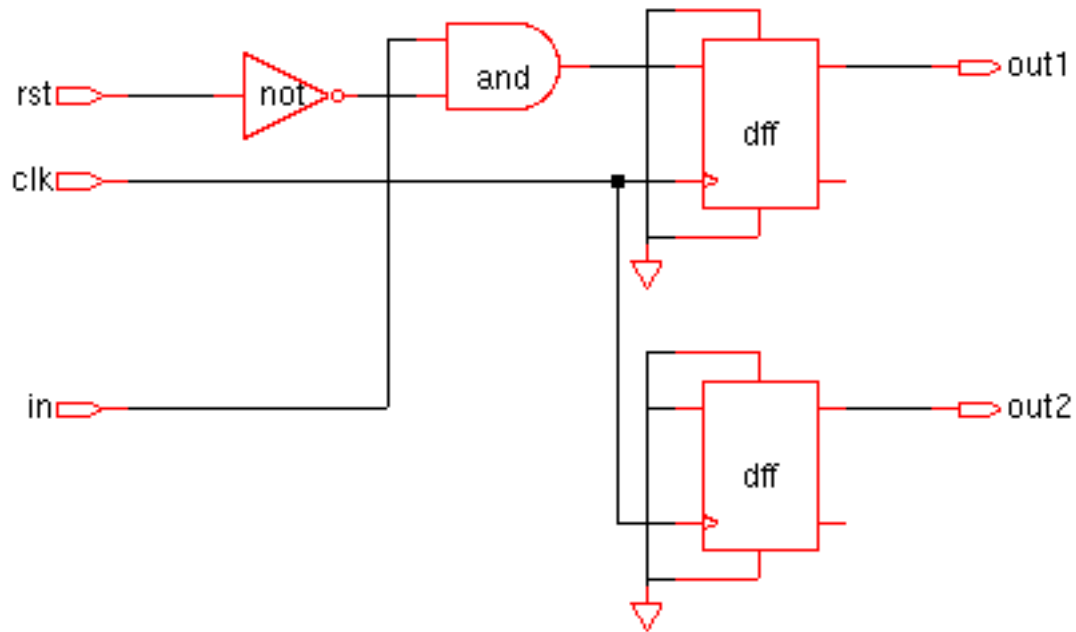 rst
not
and
out1
dff
clk
in
out2
dff